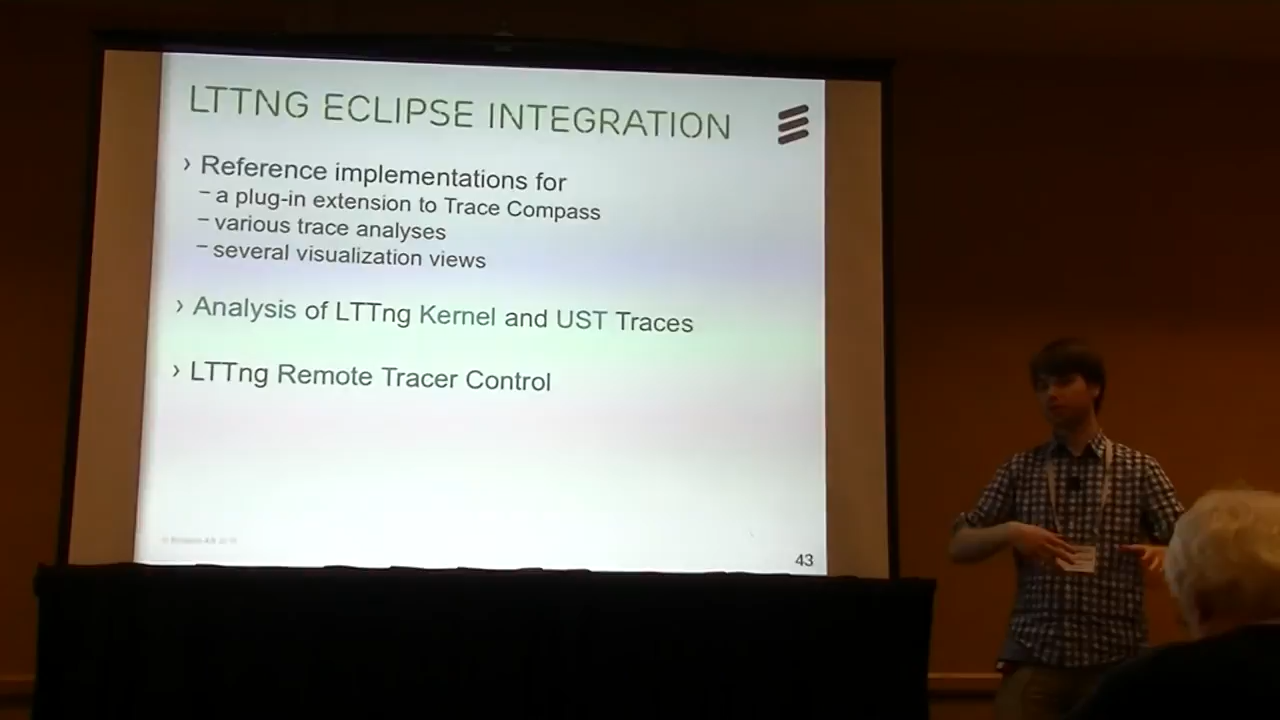 LTTNG ECLIPSE INTEGRATION
› Reference implementations for
– a plug-in extension to Trace Compass
– various trace analyses
– several visualization views
› Analysis of LTTng Kernel and UST Traces
› LTTng Remote Tracer Control
43